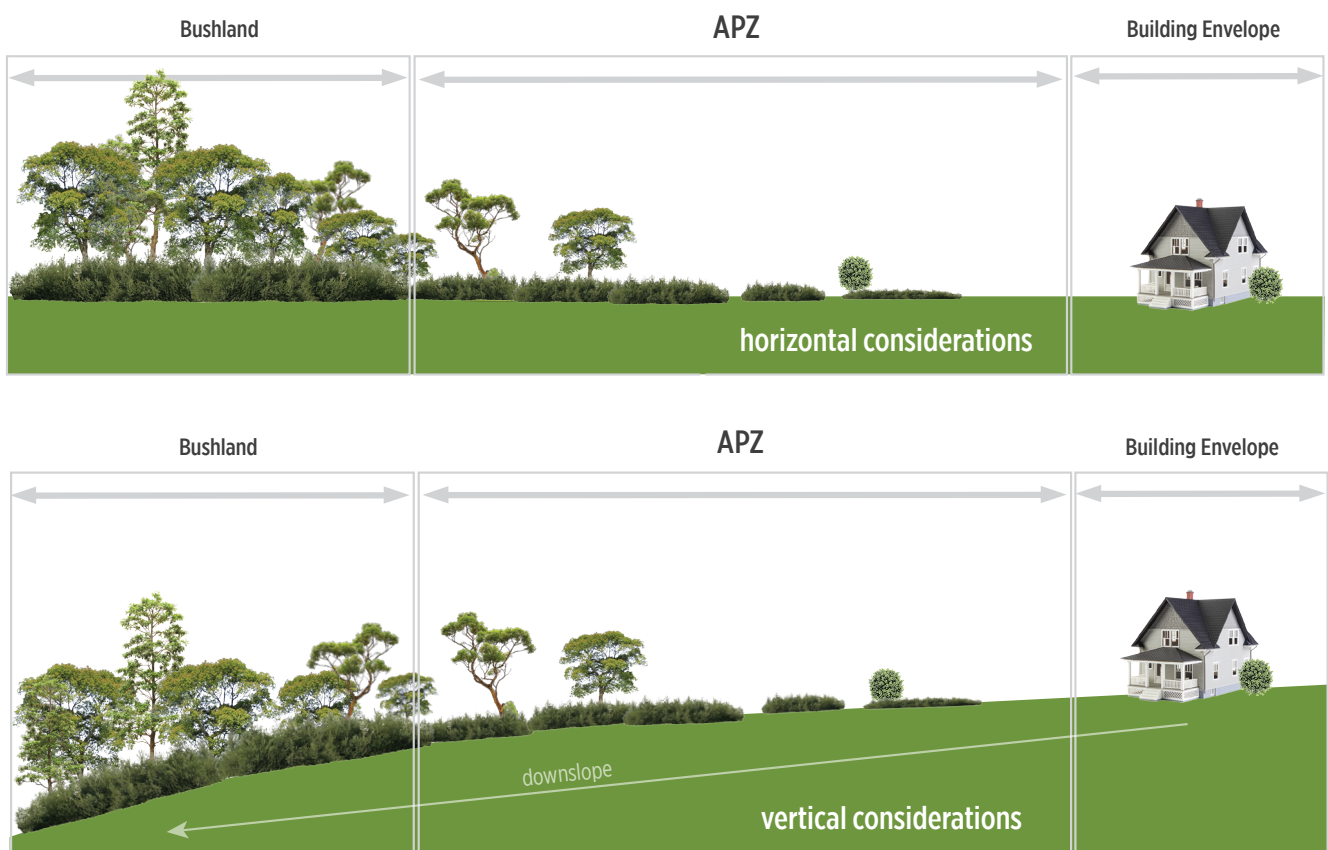 Bushland
APZ
Building Envelope
horizontal considerations
Bushland
APZ
Building Envelope
downslope
vertical considerations